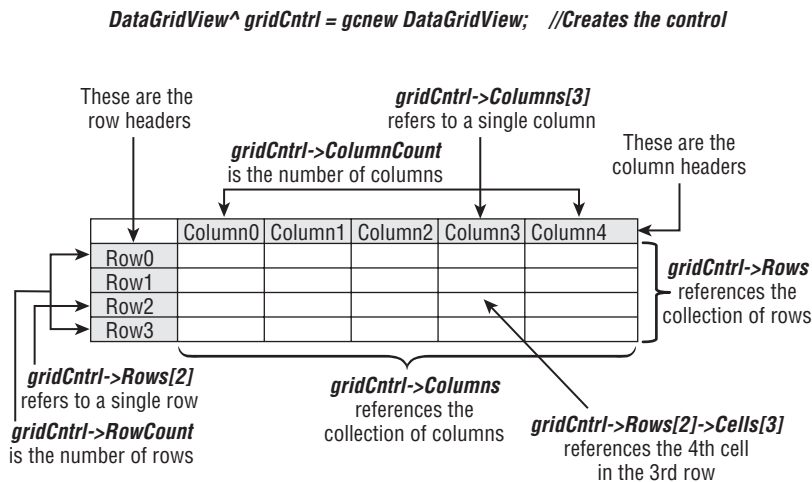 DataGridView^ gridCntrl = gcnew DataGridView; //Creates the control
These are the
row headers
gridCntrl->Columns[3]
refers to a single column
gridCntrl->ColumnCount
is the number of columns
These are the
column headers
Column0 Column1 Column2 Column3 Column4
Row0
Row1
Row2
Row3
gridCntrl->Rows
references the
collection of rows
gridCntrl->Rows[2]
refers to a single row
gridCntrl->RowCount
is the number of rows
gridCntrl->Columns
references the
collection of columns
gridCntrl->Rows[2]->Cells[3]
references the 4th cell
in the 3rd row